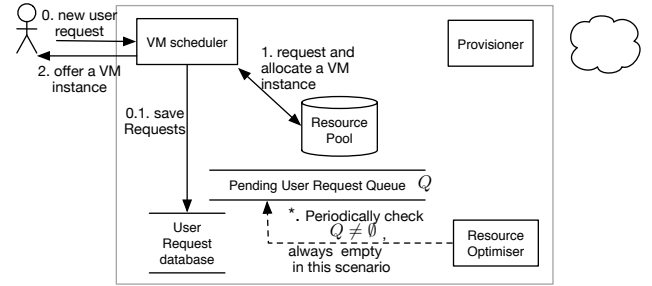 0. new user
request
VM scheduler
Provisioner
2. offer a VM
instance
1. request and
allocate a VM
instance
0.1. save
Requests
Resource
Pool
Pending User Request Queue Q
*. Periodically check
Q ≠ ∅ ,
always empty
in this scenario
User
Request
database
Resource
Optimiser